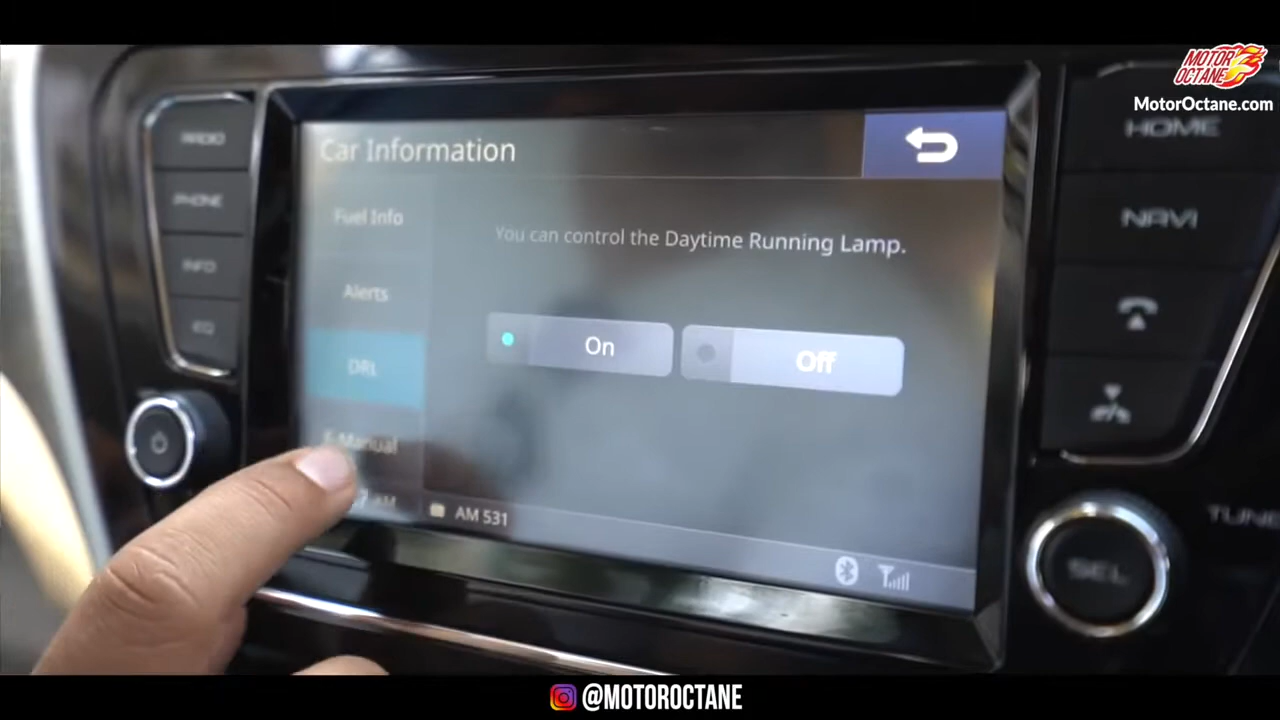 MOTOR
OCTANE
MotorOctane.com
RADIO
PHONE
INFO
EQ
Car Information
Fuel Info
Alerts
DRL
E-Manual
AM
You can control the Daytime Running Lamp.
On
Off
AM 531
HOME
NAVI
TUNE
SEL
@MOTOROCTANE